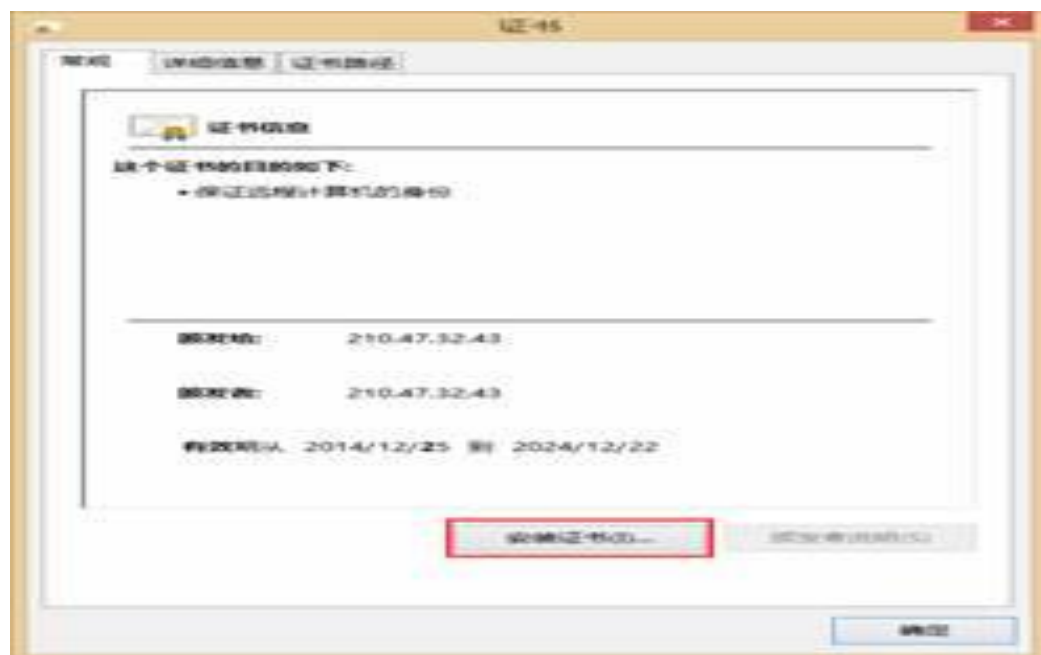 证书
常规 详细信息 证书路径
证书信息
这个证书的目的如下:
• 保证远程计算机的身份
颁发给: 210.47.32.43
颁发者: 210.47.32.43
有效期从 2014/12/25 到 2024/12/22
安装证书(I)... 颁发者说明(S)
确定